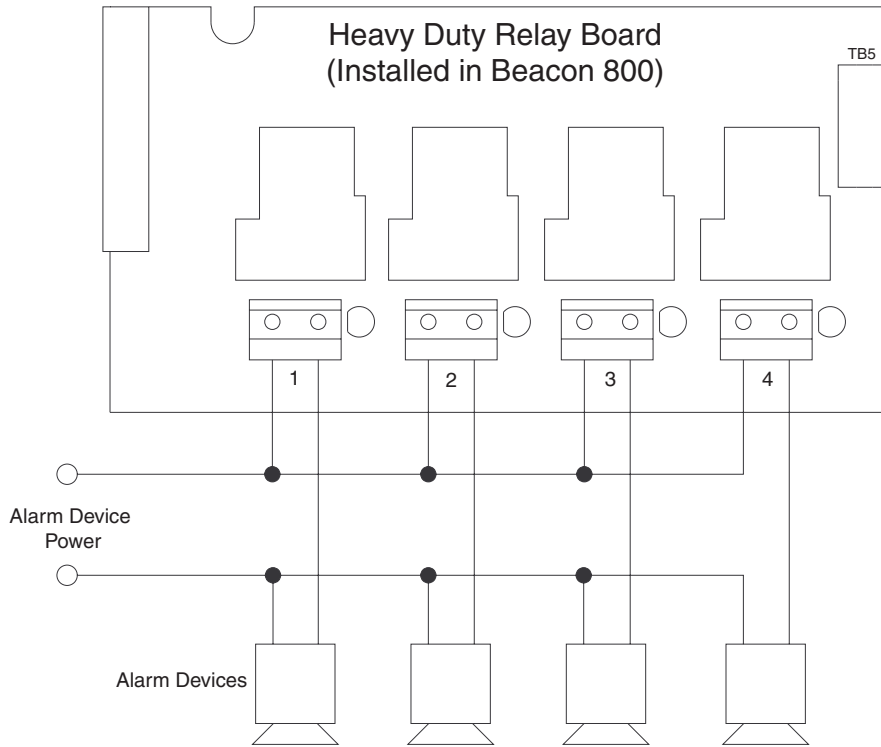 Heavy Duty Relay Board
(Installed in Beacon 800)
TB5
1
2
3
4
Alarm Device
Power
Alarm Devices